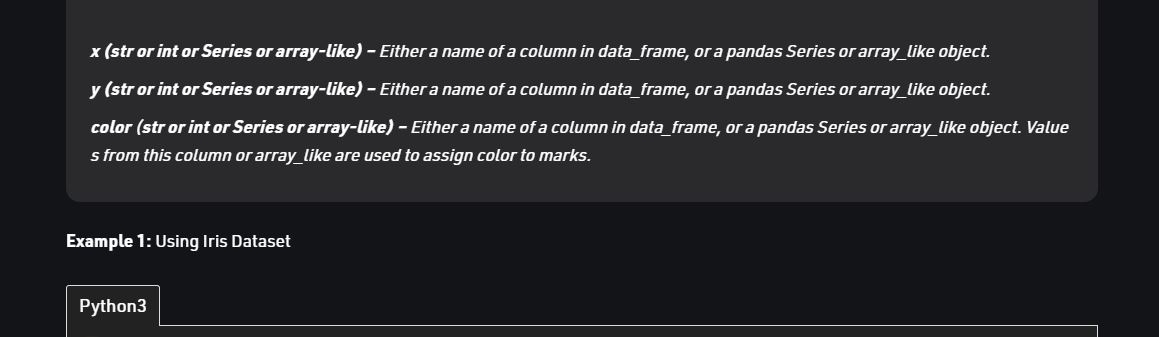 x (str or int or Series or array-like) – Either a name of a column in data_frame, or a pandas Series or array_like object.
y (str or int or Series or array-like) – Either a name of a column in data_frame, or a pandas Series or array_like object.
color (str or int or Series or array-like) – Either a name of a column in data_frame, or a pandas Series or array_like object. Value
s from this column or array_like are used to assign color to marks.
Example 1: Using Iris Dataset
Python3